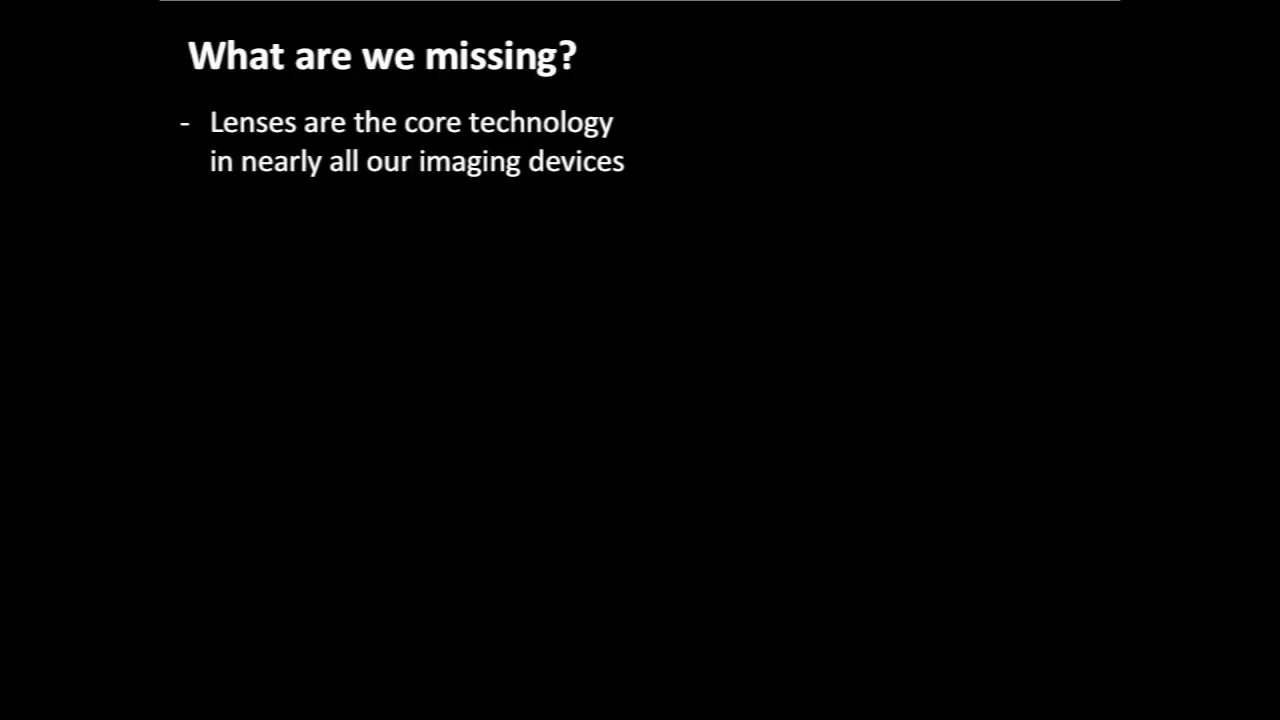 What are we missing?
- Lenses are the core technology
in nearly all our imaging devices